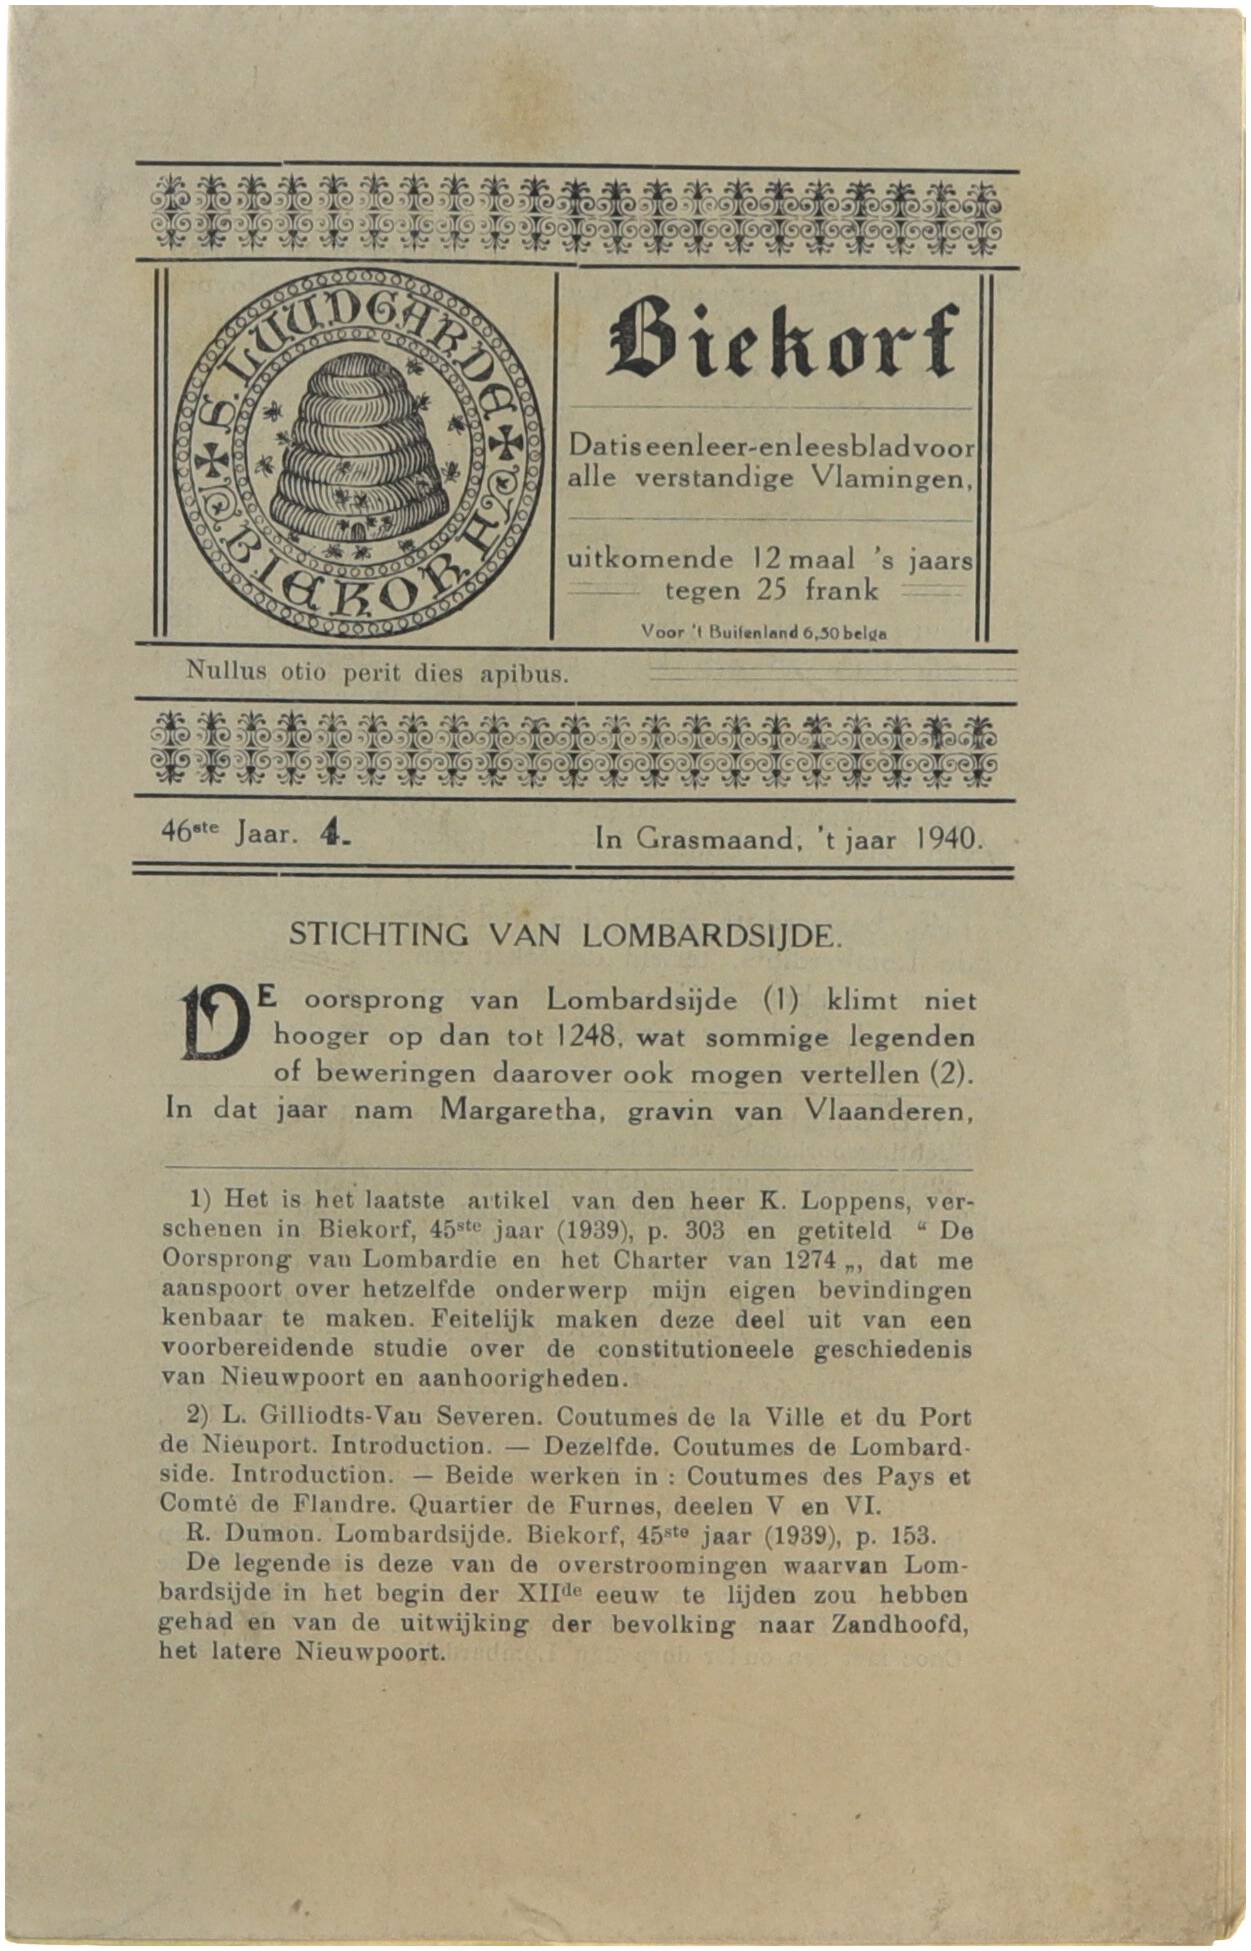 S. LUUDGARDE
BIEKORF
Biekorf
Dat is een leer- en leesblad voor
alle verstandige Vlamingen,
uitkomende 12 maal 's jaars
tegen 25 frank
Voor 't Buitenland 6,50 belga
Nullus otio perit dies apibus.
46ste Jaar. 4.
In Grasmaand, 't jaar 1940.
STICHTING VAN LOMBARDSIJDE.
DE oorsprong van Lombardsijde (1) klimt niet
hooger op dan tot 1248, wat sommige legenden
of beweringen daarover ook mogen vertellen (2).
In dat jaar nam Margaretha, gravin van Vlaanderen,
1) Het is het laatste artikel van den heer K. Loppens, ver-
schenen in Biekorf, 45ste jaar (1939), p. 303 en getiteld “ De
Oorsprong van Lombardie en het Charter van 1274 „, dat me
aanspoort over hetzelfde onderwerp mijn eigen bevindingen
kenbaar te maken. Feitelijk maken deze deel uit van een
voorbereidende studie over de constitutioneele geschiedenis
van Nieuwpoort en aanhoorigheden.
2) L. Gilliodts-Van Severen. Coutumes de la Ville et du Port
de Nieuport. Introduction. — Dezelfde. Coutumes de Lombard-
side. Introduction. — Beide werken in : Coutumes des Pays et
Comté de Flandre. Quartier de Furnes, deelen V en VI.
R. Dumon. Lombardsijde. Biekorf, 45ste jaar (1939), p. 153.
De legende is deze van de overstroomingen waarvan Lom-
bardsijde in het begin der XIIde eeuw te lijden zou hebben
gehad en van de uitwijking der bevolking naar Zandhoofd,
het latere Nieuwpoort.